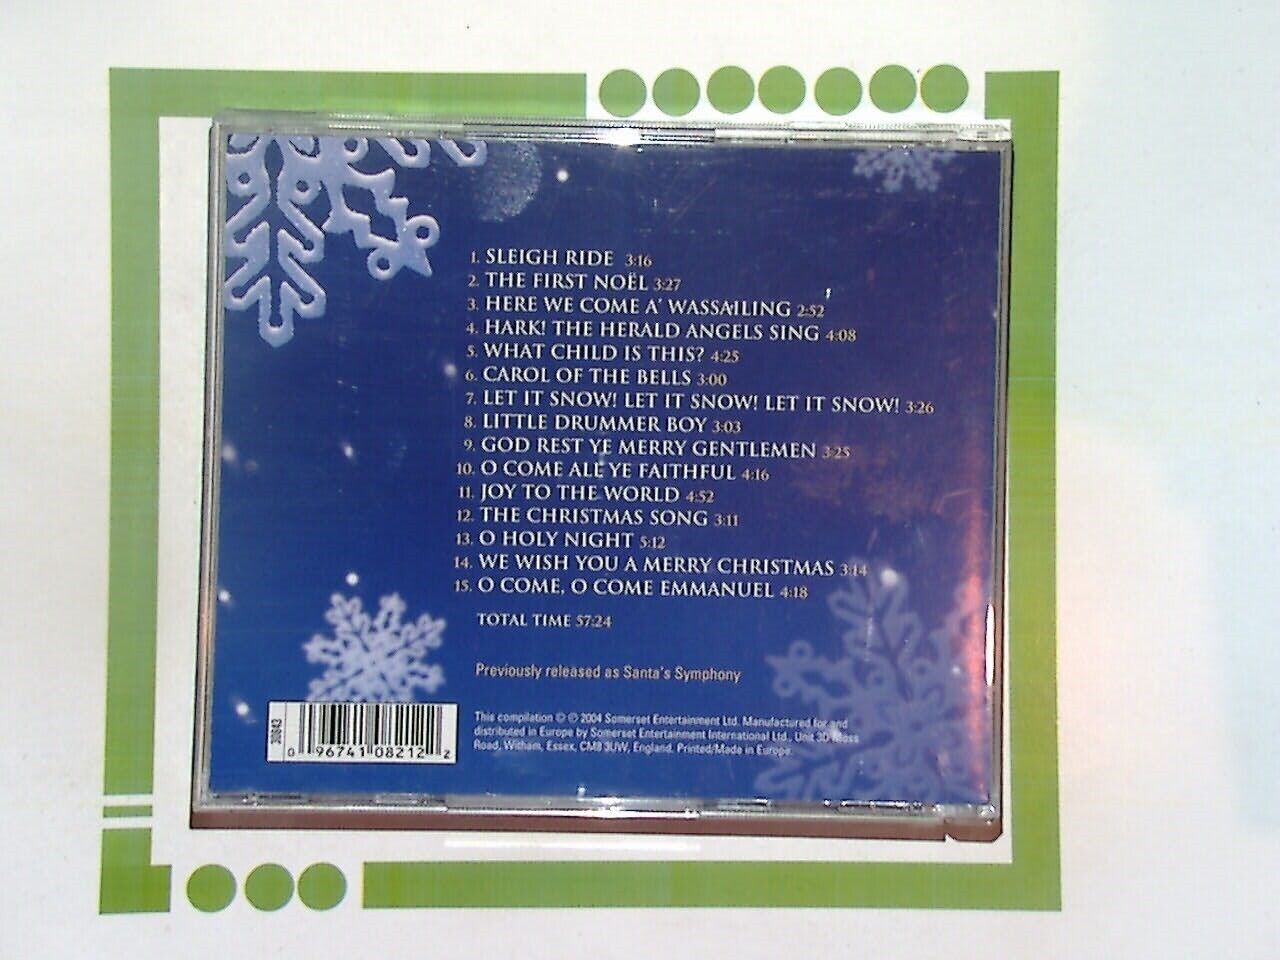 1. SLEIGH RIDE 3:16
2. THE FIRST NOËL 3:27
3. HERE WE COME A' WASSAILING 2:52
4. HARK! THE HERALD ANGELS SING 4:08
5. WHAT CHILD IS THIS? 4:25
6. CAROL OF THE BELLS 3:00
7. LET IT SNOW! LET IT SNOW! LET IT SNOW! 3:26
8. LITTLE DRUMMER BOY 3:03
9. GOD REST YE MERRY GENTLEMEN 3:25
10. O COME ALL YE FAITHFUL 4:16
11. JOY TO THE WORLD 4:52
12. THE CHRISTMAS SONG 3:11
13. O HOLY NIGHT 5:12
14. WE WISH YOU A MERRY CHRISTMAS 3:14
15. O COME, O COME EMMANUEL 4:18
TOTAL TIME 57:24
Previously released as Santa's Symphony
This compilation © ℗ 2004 Somerset Entertainment Ltd. Manufactured for and
distributed in Europe by Somerset Entertainment International Ltd., Unit 3D Moss
Road, Witham, Essex, CM8 3UW, England. Printed/Made in Europe.
30843
0 96741 08212 2